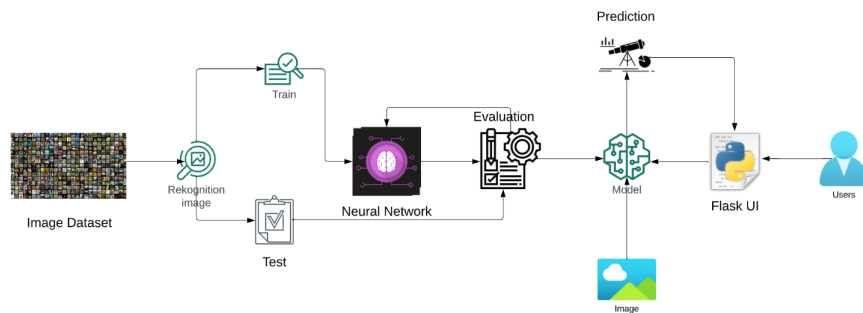 Prediction
Train
Evaluation
Rekognition
image
Model
Image Dataset
Neural Network
Flask UI
Users
Test
Image